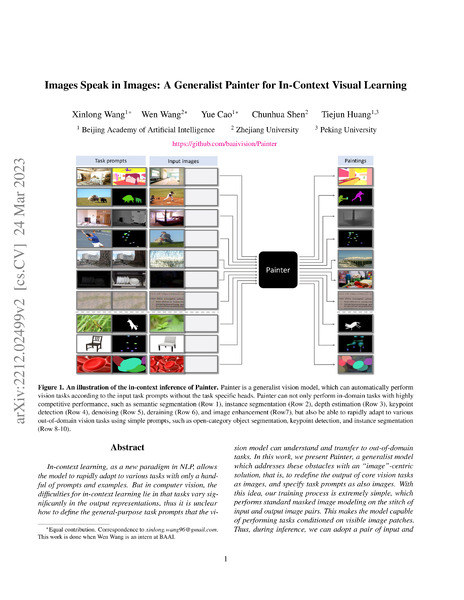 Images Speak in Images: A Generalist Painter for In-Context Visual Learning
Xinlong Wang1* Wen Wang2* Yue Cao1* Chunhua Shen2 Tiejun Huang1,3
1 Beijing Academy of Artificial Intelligence 2 Zhejiang University 3 Peking University
https://github.com/baaivision/Painter
arXiv:2212.02499v2 [cs.CV] 24 Mar 2023
Task prompts Input images Paintings
Painter
Figure 1. An illustration of the in-context inference of Painter. Painter is a generalist vision model, which can automatically perform
vision tasks according to the input task prompts without the task specific heads. Painter can not only perform in-domain tasks with highly
competitive performance, such as semantic segmentation (Row 1), instance segmentation (Row 2), depth estimation (Row 3), keypoint
detection (Row 4), denoising (Row 5), deraining (Row 6), and image enhancement (Row7), but also be able to rapidly adapt to various
out-of-domain vision tasks using simple prompts, such as open-category object segmentation, keypoint detection, and instance segmentation
(Row 8-10).
Abstract
In-context learning, as a new paradigm in NLP, allows
the model to rapidly adapt to various tasks with only a hand-
ful of prompts and examples. But in computer vision, the
difficulties for in-context learning lie in that tasks vary sig-
nificantly in the output representations, thus it is unclear
how to define the general-purpose task prompts that the vi-
*Equal contribution. Correspondence to xinlong.wang96@gmail.com.
This work is done when Wen Wang is an intern at BAAI.
sion model can understand and transfer to out-of-domain
tasks. In this work, we present Painter, a generalist model
which addresses these obstacles with an "image"-centric
solution, that is, to redefine the output of core vision tasks
as images, and specify task prompts as also images. With
this idea, our training process is extremely simple, which
performs standard masked image modeling on the stitch of
input and output image pairs. This makes the model capable
of performing tasks conditioned on visible image patches.
Thus, during inference, we can adopt a pair of input and
1